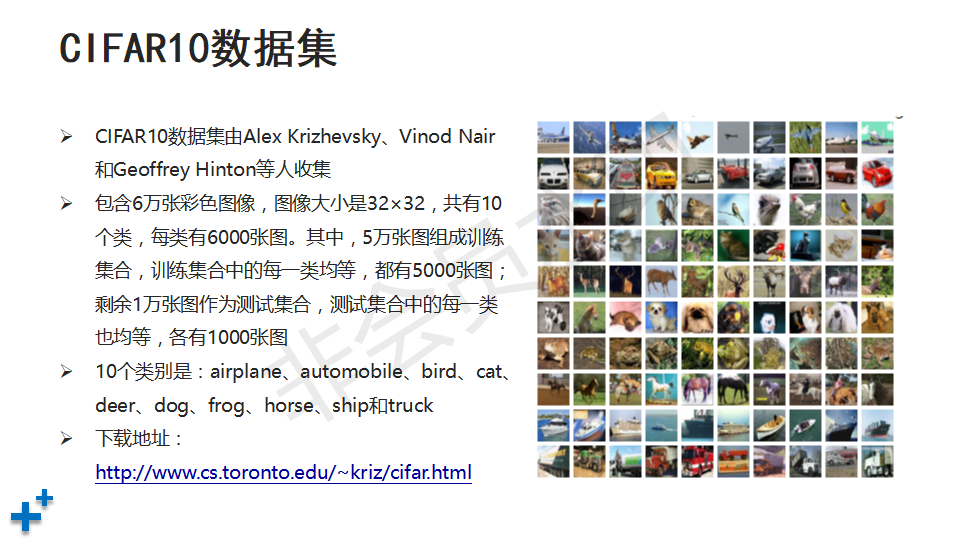 CIFAR10数据集
➢ CIFAR10数据集由Alex Krizhevsky、Vinod Nair
和Geoffrey Hinton等人收集
➢ 包含6万张彩色图像，图像大小是32×32，共有10
个类，每类有6000张图。其中，5万张图组成训练
集合，训练集合中的每一类均等，都有5000张图；
剩余1万张图作为测试集合，测试集合中的每一类
也均等，各有1000张图
➢ 10个类别是：airplane、automobile、bird、cat、
deer、dog、frog、horse、ship和truck
➢ 下载地址：
http://www.cs.toronto.edu/~kriz/cifar.html
非会员